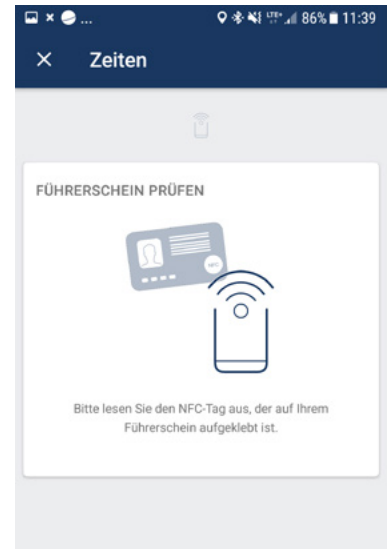 ... LTE+ 86% 11:39
Zeiten
FÜHRERSCHEIN PRÜFEN
NFC
Bitte lesen Sie den NFC-Tag aus, der auf Ihrem
Führerschein aufgeklebt ist.